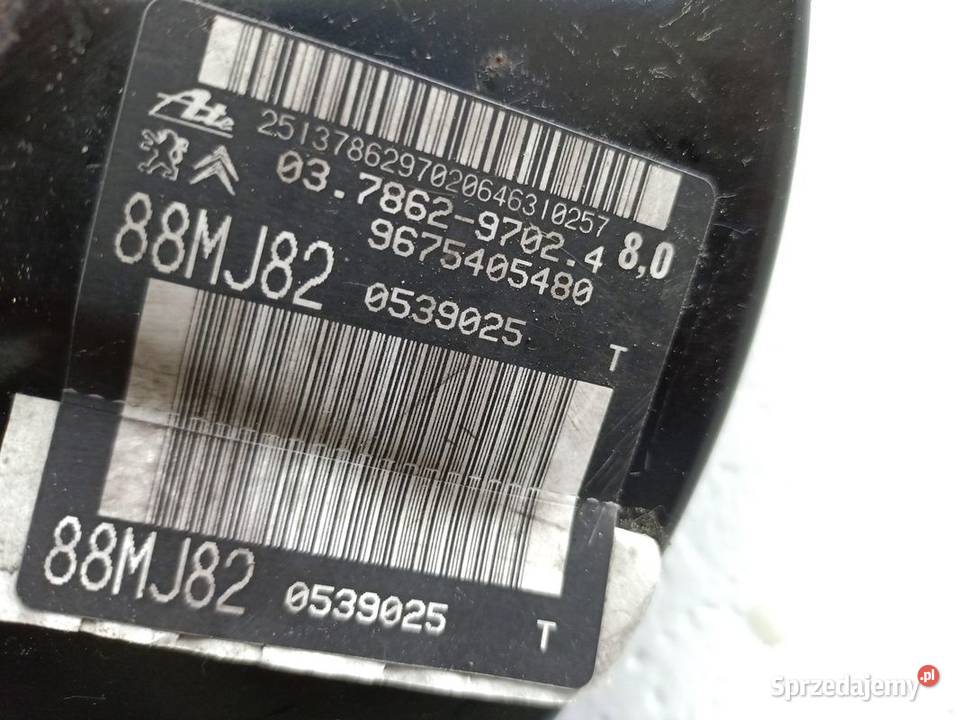 Ate
2513786297020646310257
03.7862-9702.4 8,0
9675405480
88MJ82 0539025 T
88MJ82 0539025 T
Sprzedajemy.pl